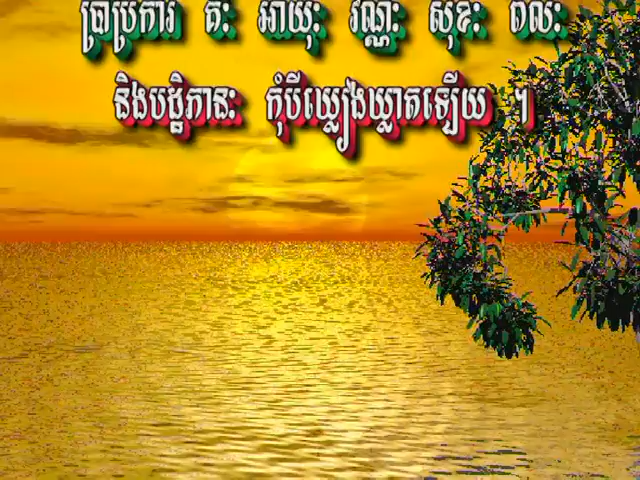 ប្រាំប្រការ គឺ អាយុៈ វណ្ណៈ សុខៈ ពលៈ
និងបដិភានៈ កុំបីឃ្លៀងឃ្លាតឡើយ ។